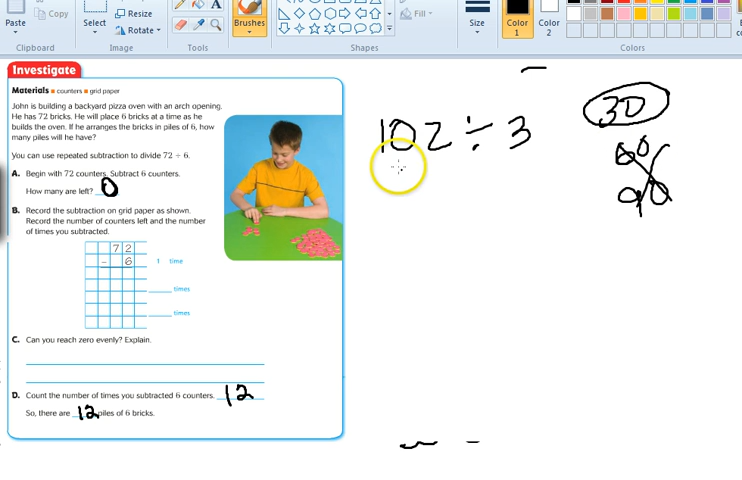 Paste
Copy
Clipboard
Select
Resize
Rotate
Image
Tools
Brushes
Shapes
Fill
Size
Color
1
Color
2
Colors
Investigate
Materials ■ counters ■ grid paper
John is building a backyard pizza oven with an arch opening.
He has 72 bricks. He will place 6 bricks at a time as he
builds the oven. If he arranges the bricks in piles of 6, how
many piles will he have?
You can use repeated subtraction to divide 72 ÷ 6.
A. Begin with 72 counters. Subtract 6 counters.
How many are left? 0
B. Record the subtraction on grid paper as shown.
Record the number of counters left and the number
of times you subtracted.
7 2
− 6 1 time
times
times
C. Can you reach zero evenly? Explain.
D. Count the number of times you subtracted 6 counters. 12
So, there are 12 piles of 6 bricks.
102 ÷ 3
30
60
90